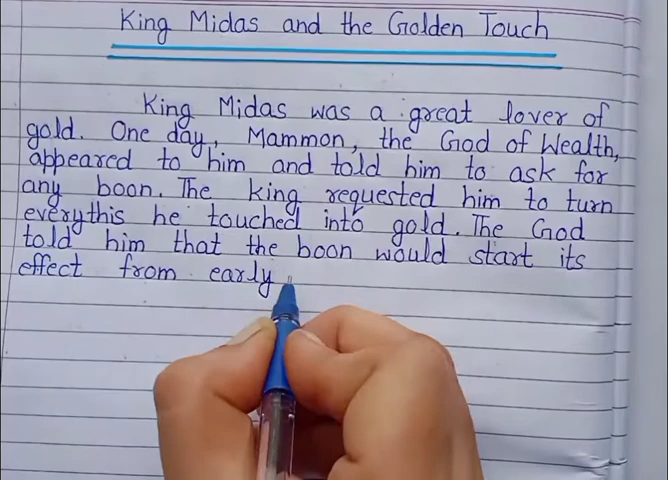 King Midas and the Golden Touch
King Midas was a great lover of
gold. One day, Mammon, the God of Wealth,
appeared to him and told him to ask for
any boon. The king requested him to turn
everythis he touched into gold. The God
told him that the boon would start its
effect from early